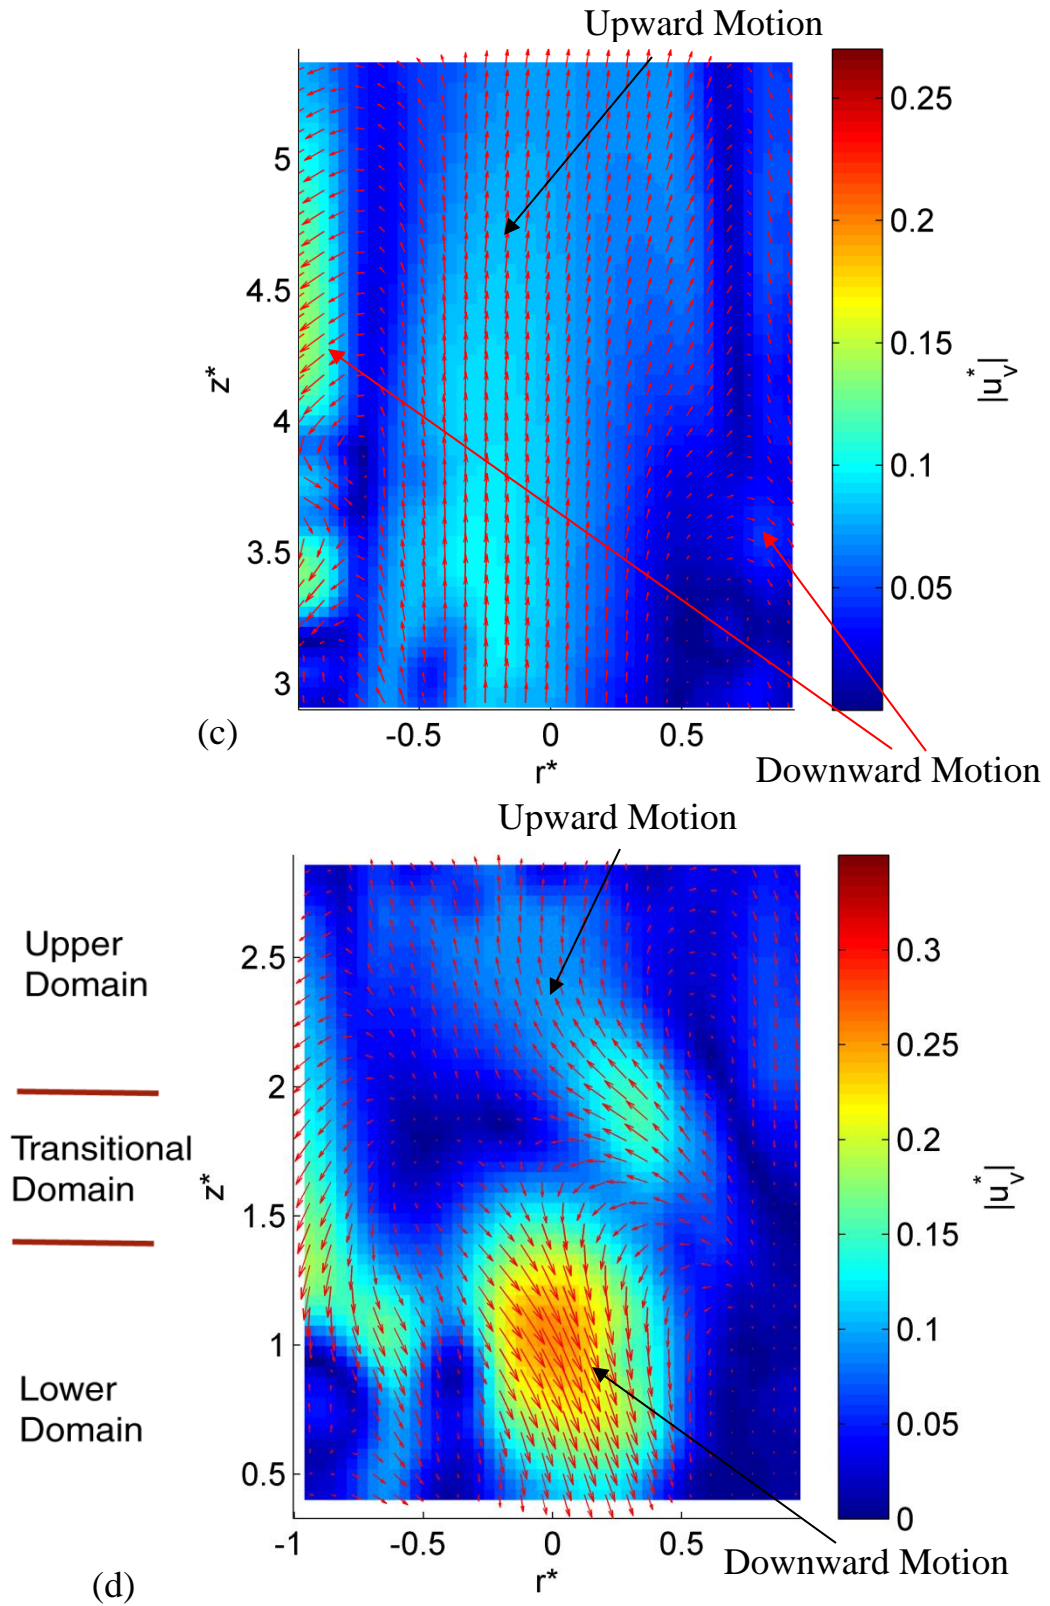 Upward Motion
0.25
0.2
0.15
0.1
0.05
|u*v|
5
4.5
4
3.5
3
z*
-0.5
0
0.5
r*
(c)
Downward Motion
Upward Motion
Upper
Domain
Transitional
Domain
Lower
Domain
2.5
2
1.5
1
0.5
z*
-1
-0.5
0
0.5
r*
0.3
0.25
0.2
0.15
0.1
0.05
0
|u*v|
Downward Motion
(d)